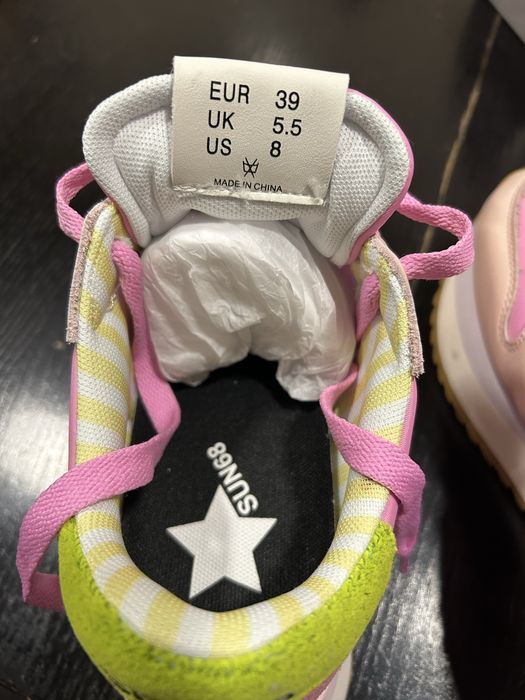 EUR 39
UK 5.5
US 8
MADE IN CHINA
SUN68